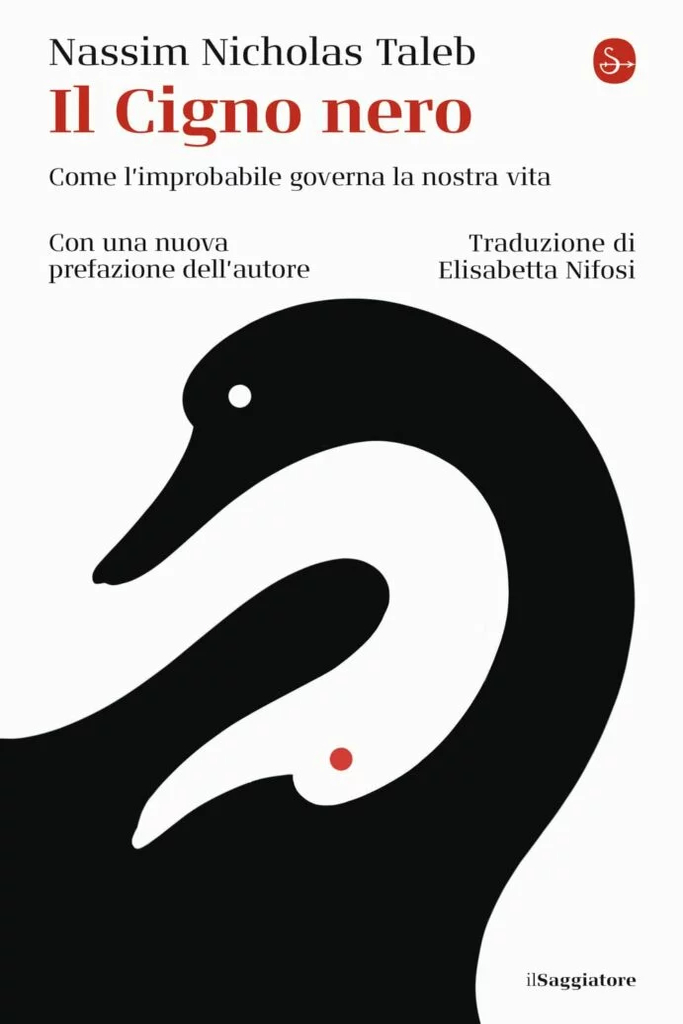 Nassim Nicholas Taleb
Il Cigno nero
Come l'improbabile governa la nostra vita
Con una nuova
prefazione dell'autore
Traduzione di
Elisabetta Nifosi
ilSaggiatore